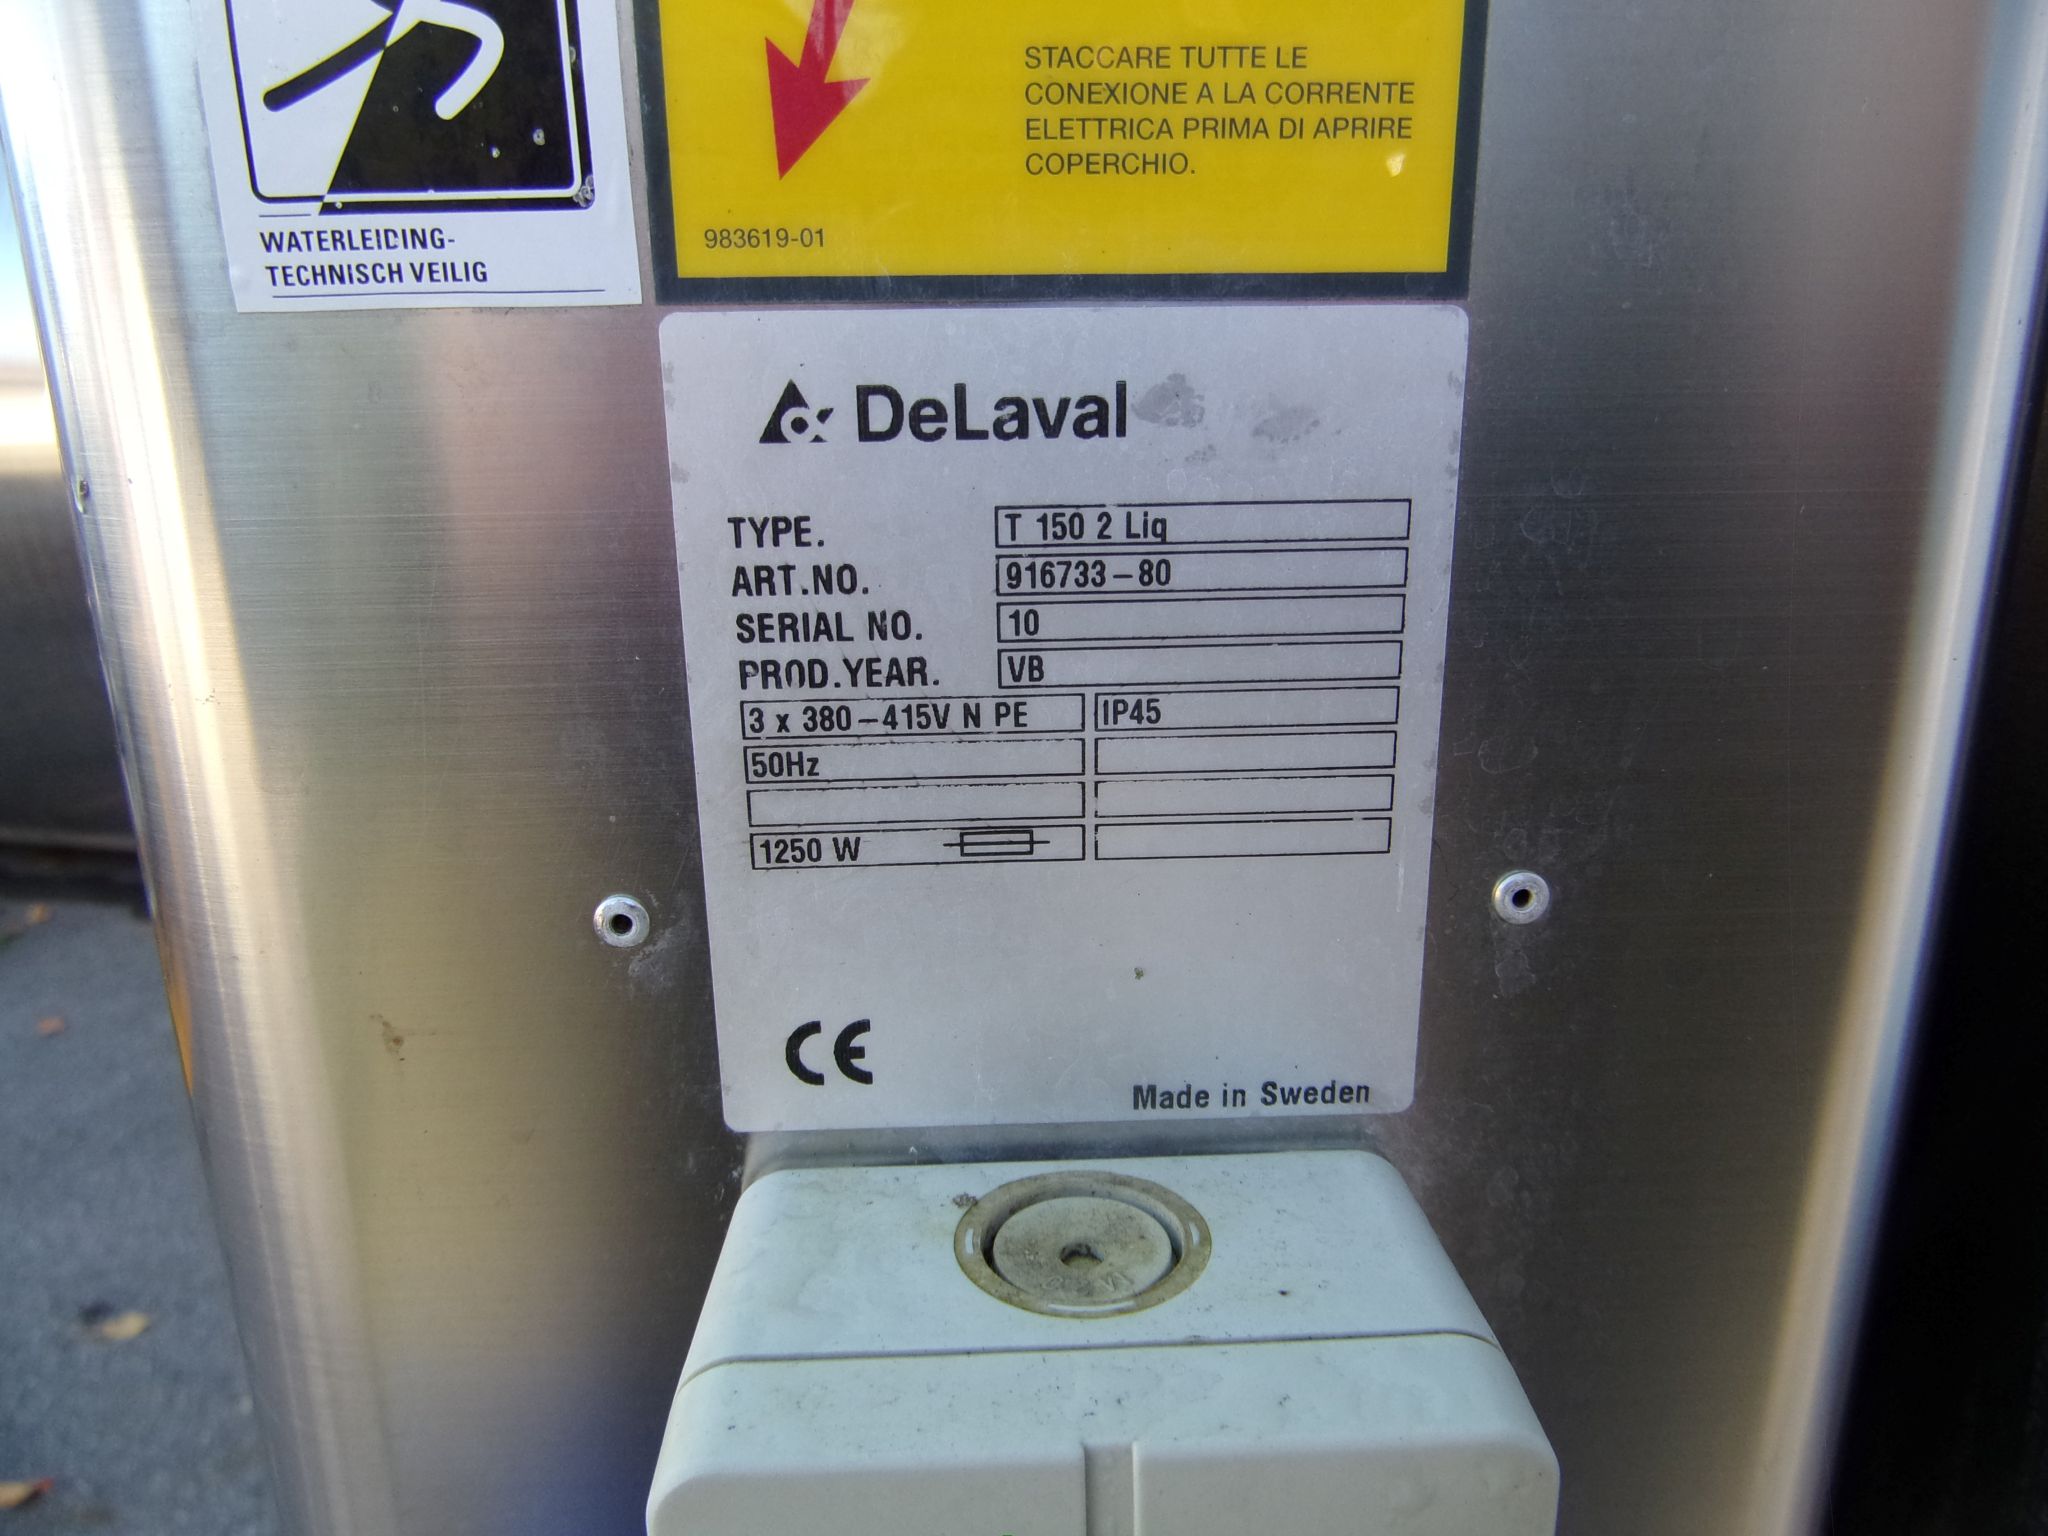 STACCARE TUTTE LE
CONEXIONE A LA CORRENTE
ELETTRICA PRIMA DI APRIRE
COPERCHIO.
983619-01
WATERLEIDING-
TECHNISCH VEILIG
DeLaval
TYPE. T 150 2 Liq
ART.NO. 916733-80
SERIAL NO. 10
PROD.YEAR. VB
3 x 380-415V N PE IP45
50Hz
1250 W
CE
Made in Sweden